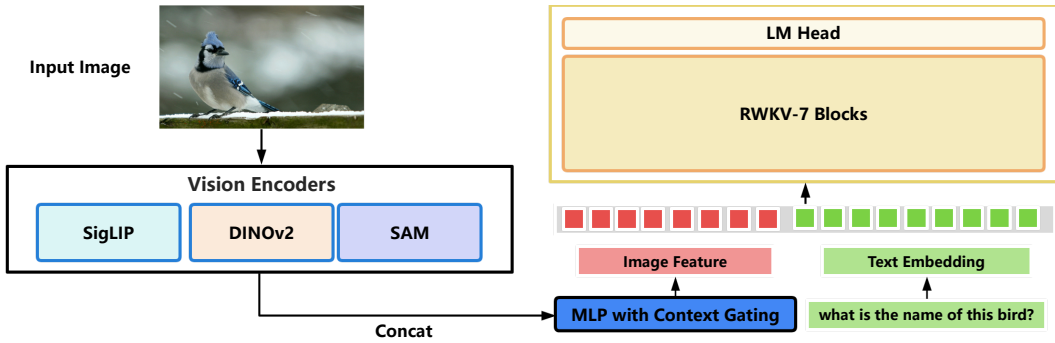 Input Image
Vision Encoders
SigLIP
DINOv2
SAM
Concat
MLP with Context Gating
Image Feature
what is the name of this bird?
Text Embedding
LM Head
RWKV-7 Blocks